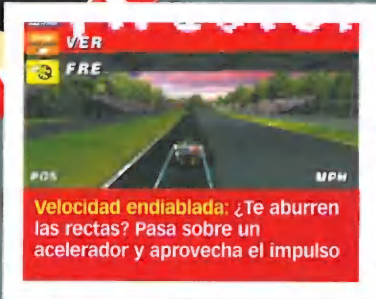 VER
FRE
POS
MPH
Velocidad endiablada: ¿Te aburren
las rectas? Pasa sobre un
acelerador y aprovecha el impulso